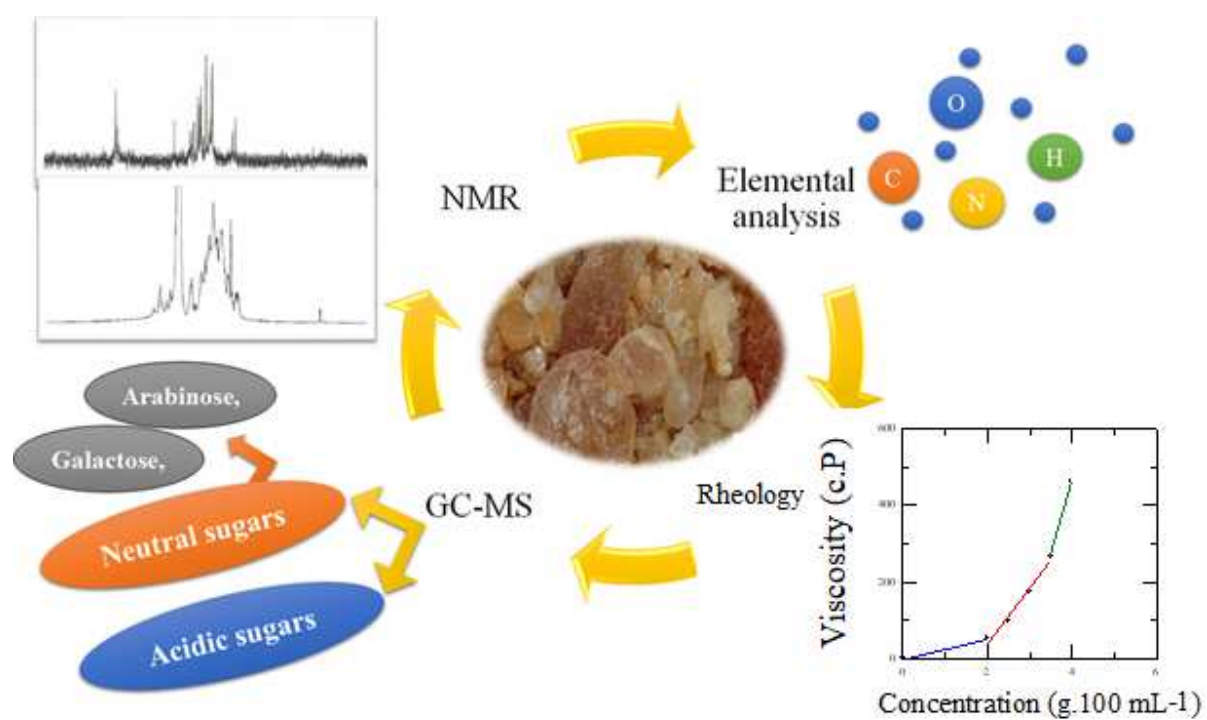 NMR
Elemental
analysis
O
H
C
N
Arabinose,
Galactose,
Neutral sugars
Acidic sugars
GC-MS
Rheology
Viscosity (c.P)
600
400
200
0
0 2 4 6
Concentration (g.100 mL-1)